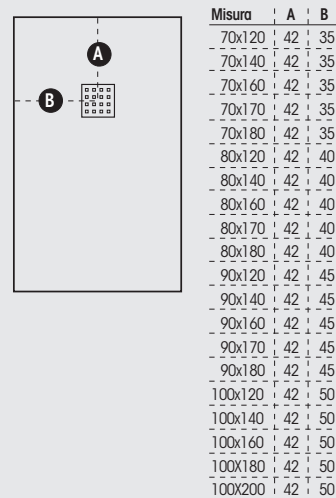 A
B
Misura A B
70x120 42 35
70x140 42 35
70x160 42 35
70x170 42 35
70x180 42 35
80x120 42 40
80x140 42 40
80x160 42 40
80x170 42 40
80x180 42 40
90x120 42 45
90x140 42 45
90x160 42 45
90x170 42 45
90x180 42 45
100x120 42 50
100x140 42 50
100x160 42 50
100X180 42 50
100X200 42 50